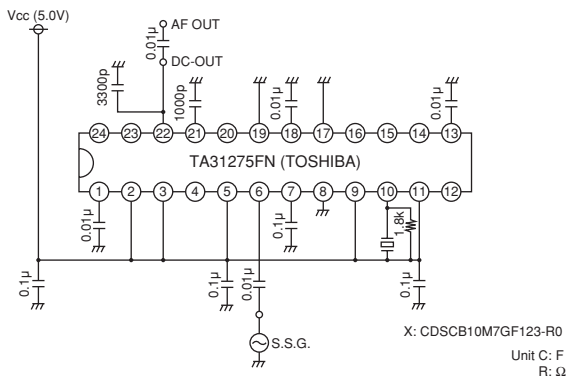 Vcc (5.0V)
AF OUT
0.01µ
DC-OUT
3300p
1000p
0.01µ
0.01µ
24 23 22 21 20 19 18 17 16 15 14 13
TA31275FN (TOSHIBA)
1 2 3 4 5 6 7 8 9 10 11 12
0.01µ
0.1µ
1.8k
0.1µ
0.1µ
0.01µ
0.1µ
S.S.G.
X: CDSCB10M7GF123-R0
Unit C: F
R: Ω